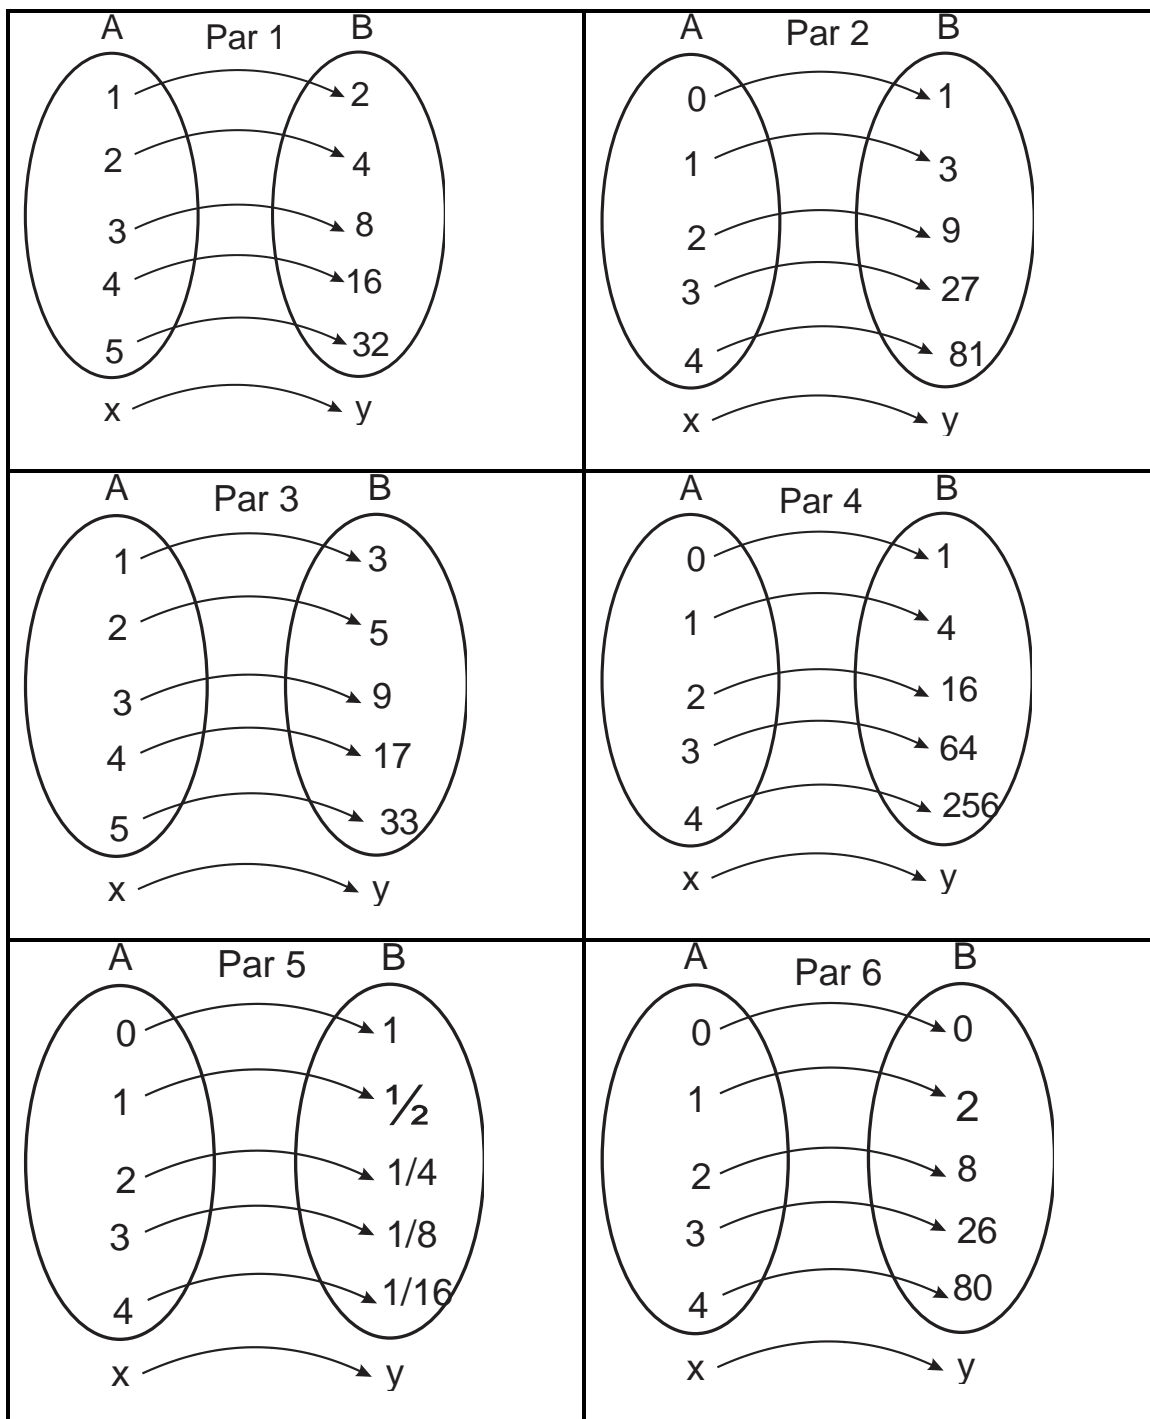 A Par 1 B
1 2
2 4
3 8
4 16
5 32
x y
A Par 2 B
0 1
1 3
2 9
3 27
4 81
x y
A Par 3 B
1 3
2 5
3 9
4 17
5 33
x y
A Par 4 B
0 1
1 4
2 16
3 64
4 256
x y
A Par 5 B
0 1
1 ½
2 1/4
3 1/8
4 1/16
x y
A Par 6 B
0 0
1 2
2 8
3 26
4 80
x y